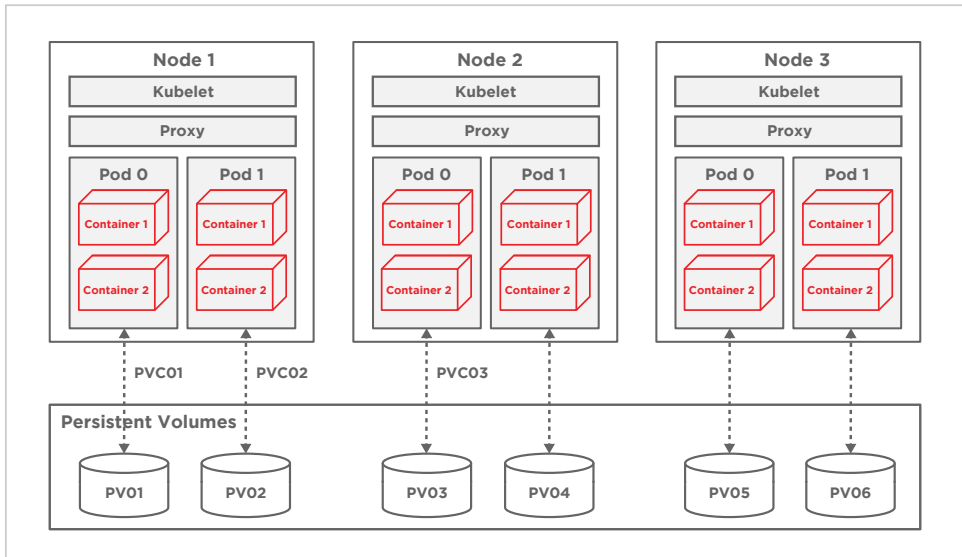 Node 1
Kubelet
Proxy
Pod 0
Container 1
Container 2
Pod 1
Container 1
Container 2
Node 2
Kubelet
Proxy
Pod 0
Container 1
Container 2
Pod 1
Container 1
Container 2
Node 3
Kubelet
Proxy
Pod 0
Container 1
Container 2
Pod 1
Container 1
Container 2
PVC01
PVC02
PVC03
Persistent Volumes
PV01
PV02
PV03
PV04
PV05
PV06